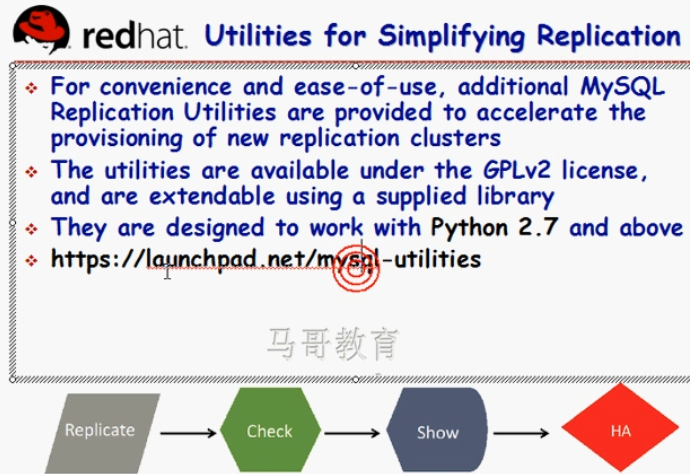 redhat. Utilities for Simplifying Replication
For convenience and ease-of-use, additional MySQL
Replication Utilities are provided to accelerate the
provisioning of new replication clusters
The utilities are available under the GPLv2 license,
and are extendable using a supplied library
They are designed to work with Python 2.7 and above
https://launchpad.net/mysql-utilities
马哥教育
Replicate
Check
Show
HA